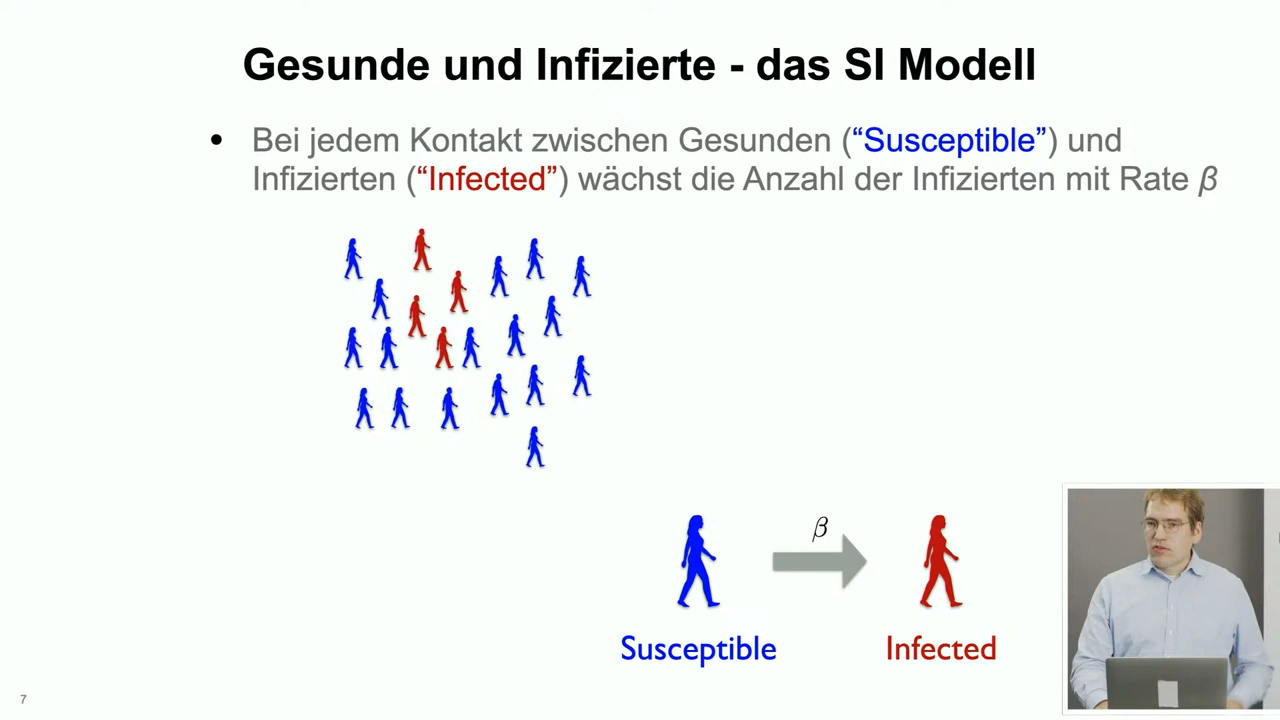 Gesunde und Infizierte - das SI Modell
• Bei jedem Kontakt zwischen Gesunden (“Susceptible”) und
Infizierten (“Infected”) wächst die Anzahl der Infizierten mit Rate β
β
Susceptible
Infected
7